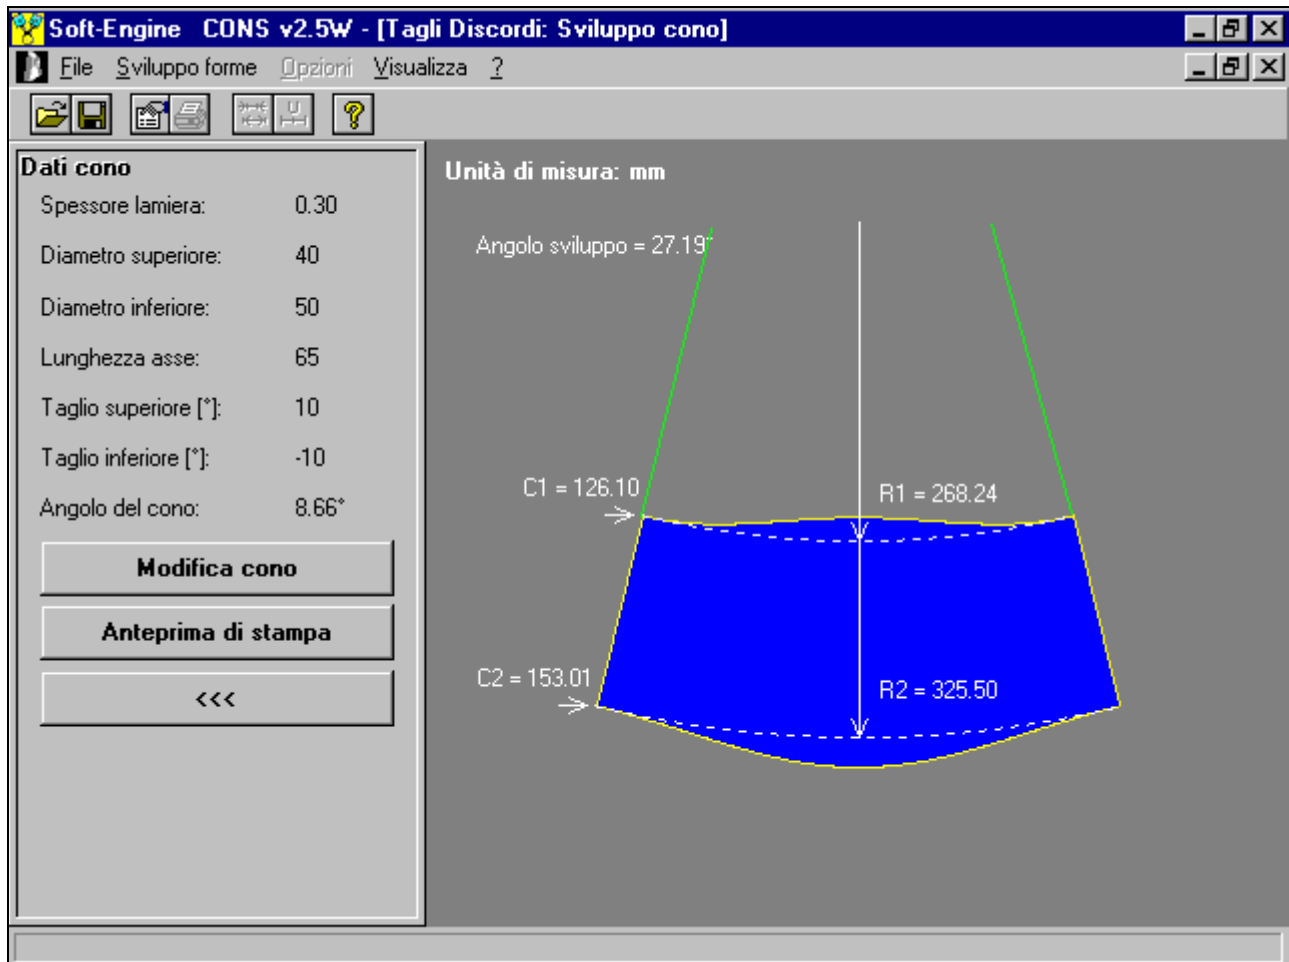 Soft-Engine CONS v2.5W - [Tagli Discordi: Sviluppo cono]
File Sviluppo forme Opzioni Visualizza ?
Dati cono
Spessore lamiera: 0.30
Diametro superiore: 40
Diametro inferiore: 50
Lunghezza asse: 65
Taglio superiore [°]: 10
Taglio inferiore [°]: -10
Angolo del cono: 8.66°
Modifica cono
Anteprima di stampa
<<<
Unità di misura: mm
Angolo sviluppo = 27.19°
C1 = 126.10
R1 = 268.24
C2 = 153.01
R2 = 325.50